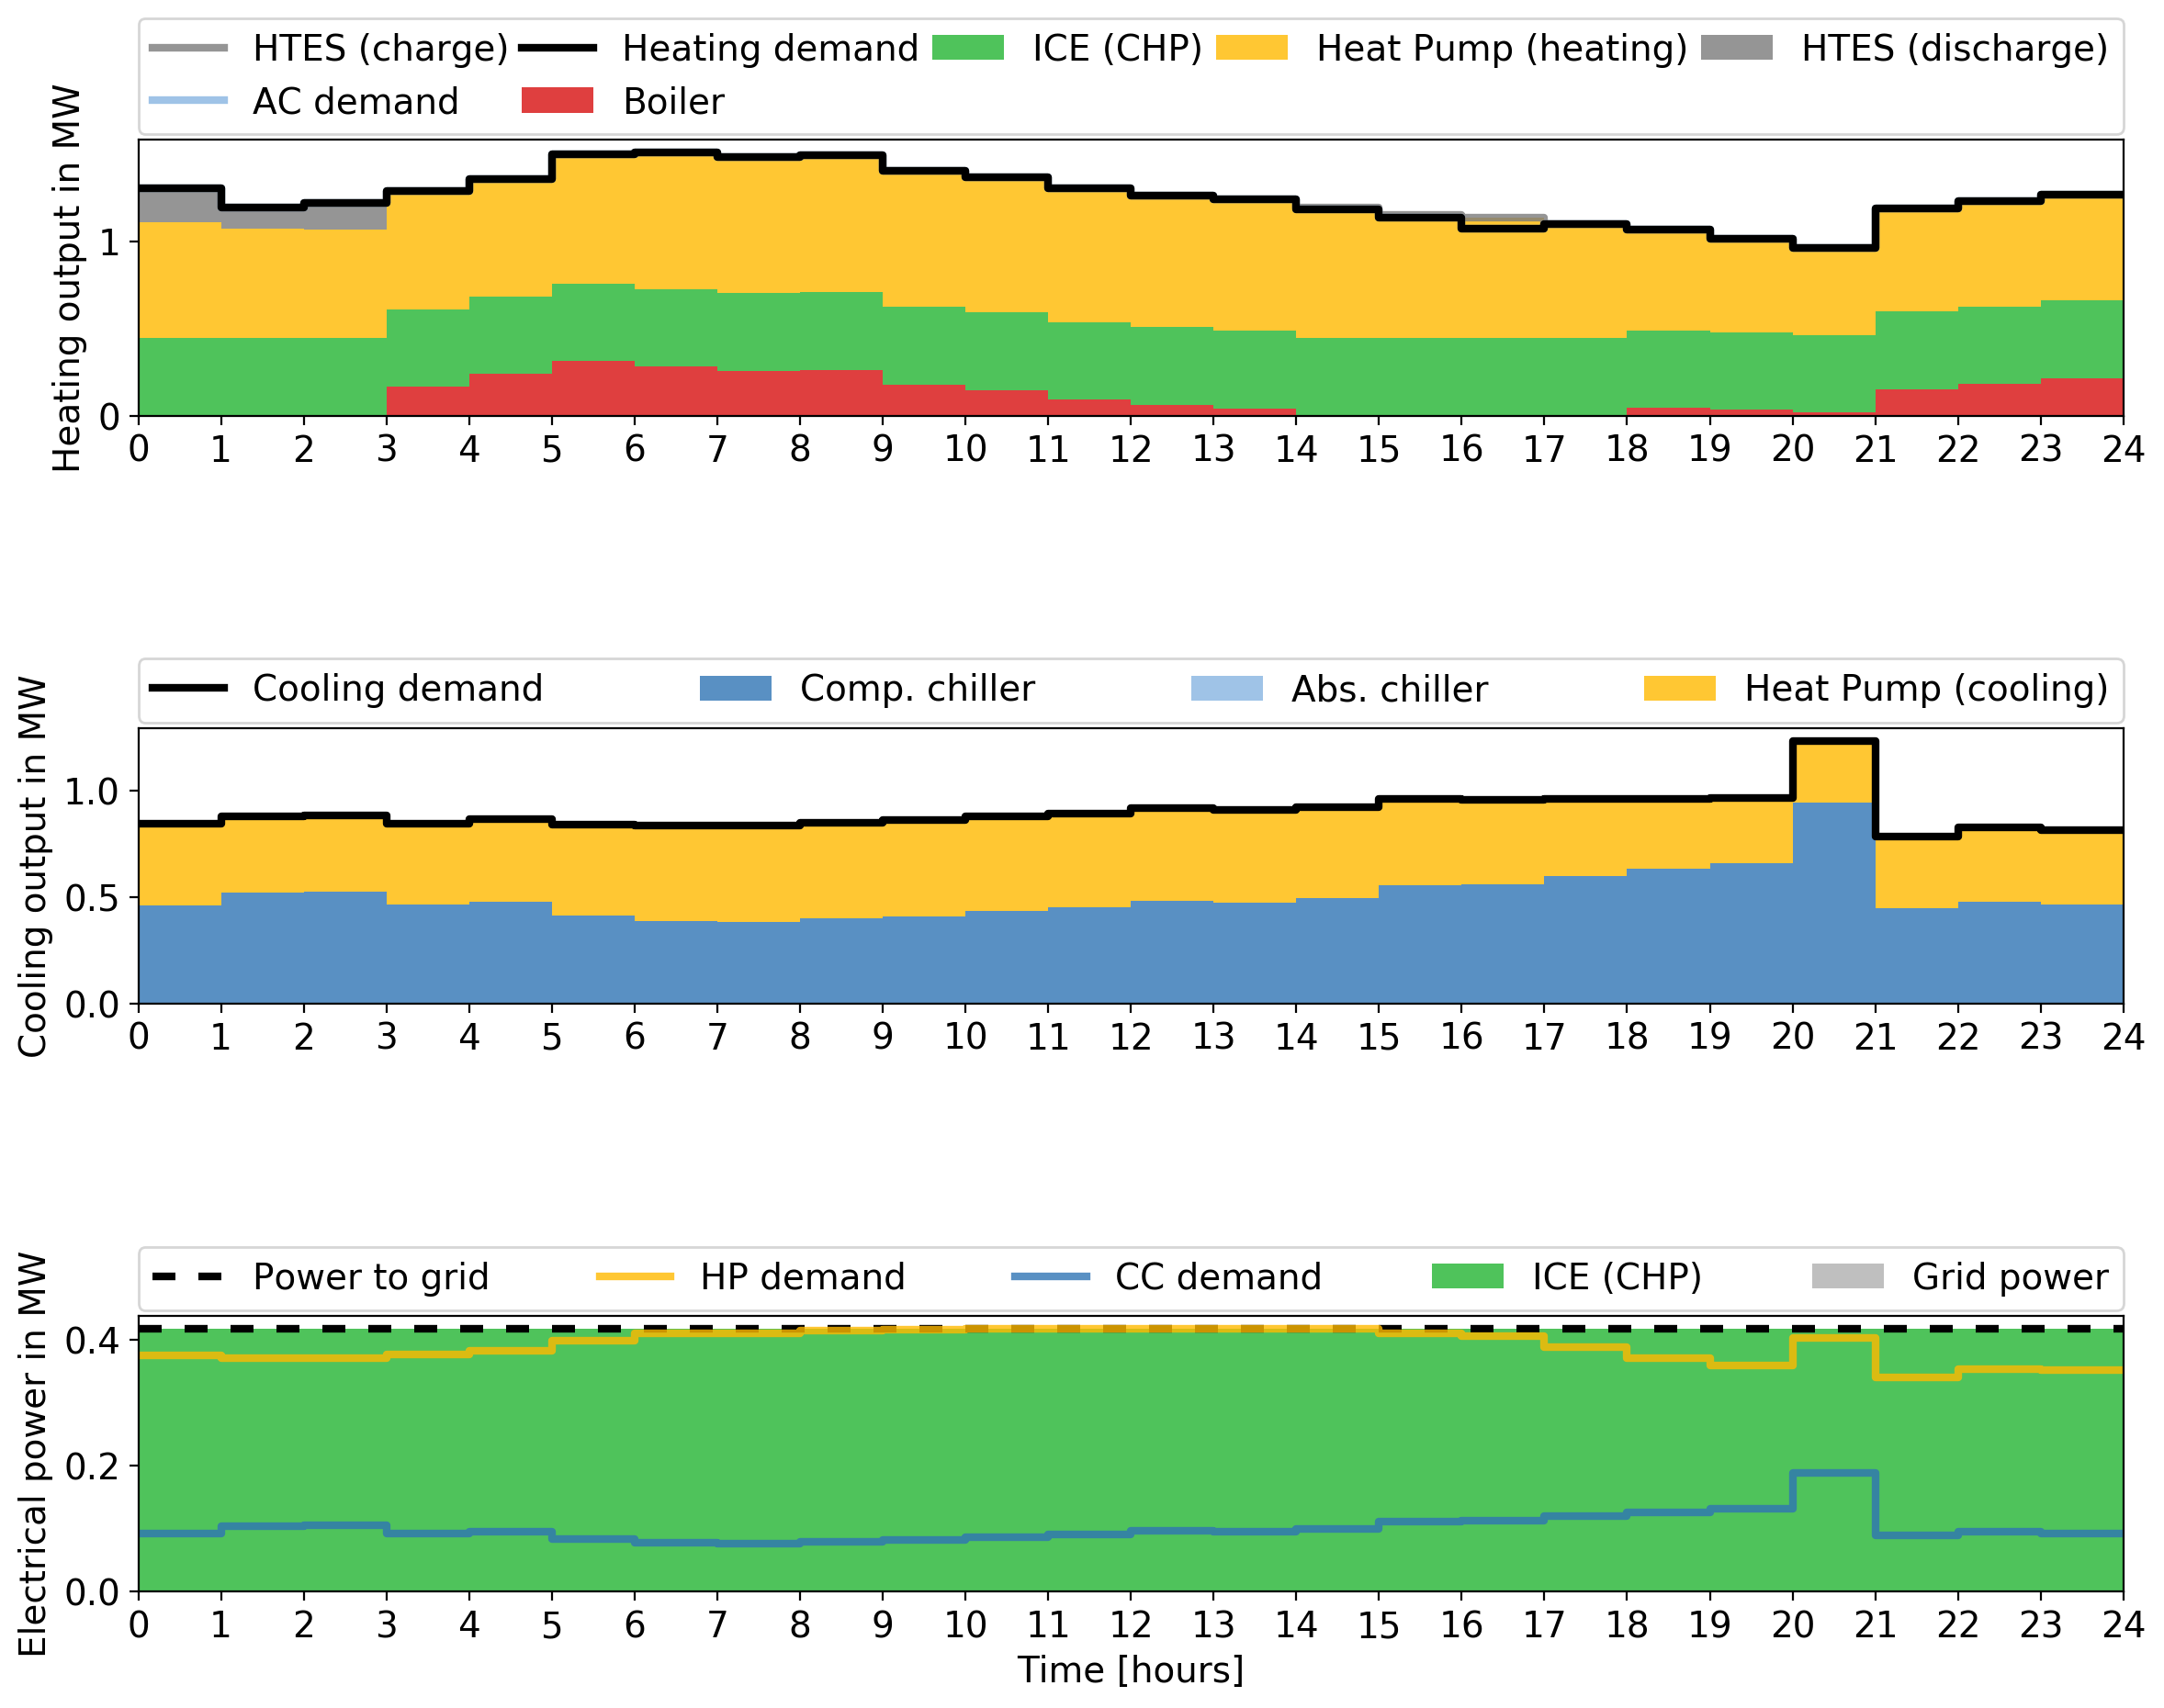 HTES (charge) Heating demand ICE (CHP) Heat Pump (heating) HTES (discharge)
AC demand Boiler
Heating output in MW
1
0
0 1 2 3 4 5 6 7 8 9 10 11 12 13 14 15 16 17 18 19 20 21 22 23 24
Cooling demand Comp. chiller Abs. chiller Heat Pump (cooling)
Cooling output in MW
1.0
0.5
0.0
0 1 2 3 4 5 6 7 8 9 10 11 12 13 14 15 16 17 18 19 20 21 22 23 24
Power to grid HP demand CC demand ICE (CHP) Grid power
Electrical power in MW
0.4
0.2
0.0
0 1 2 3 4 5 6 7 8 9 10 11 12 13 14 15 16 17 18 19 20 21 22 23 24
Time [hours]